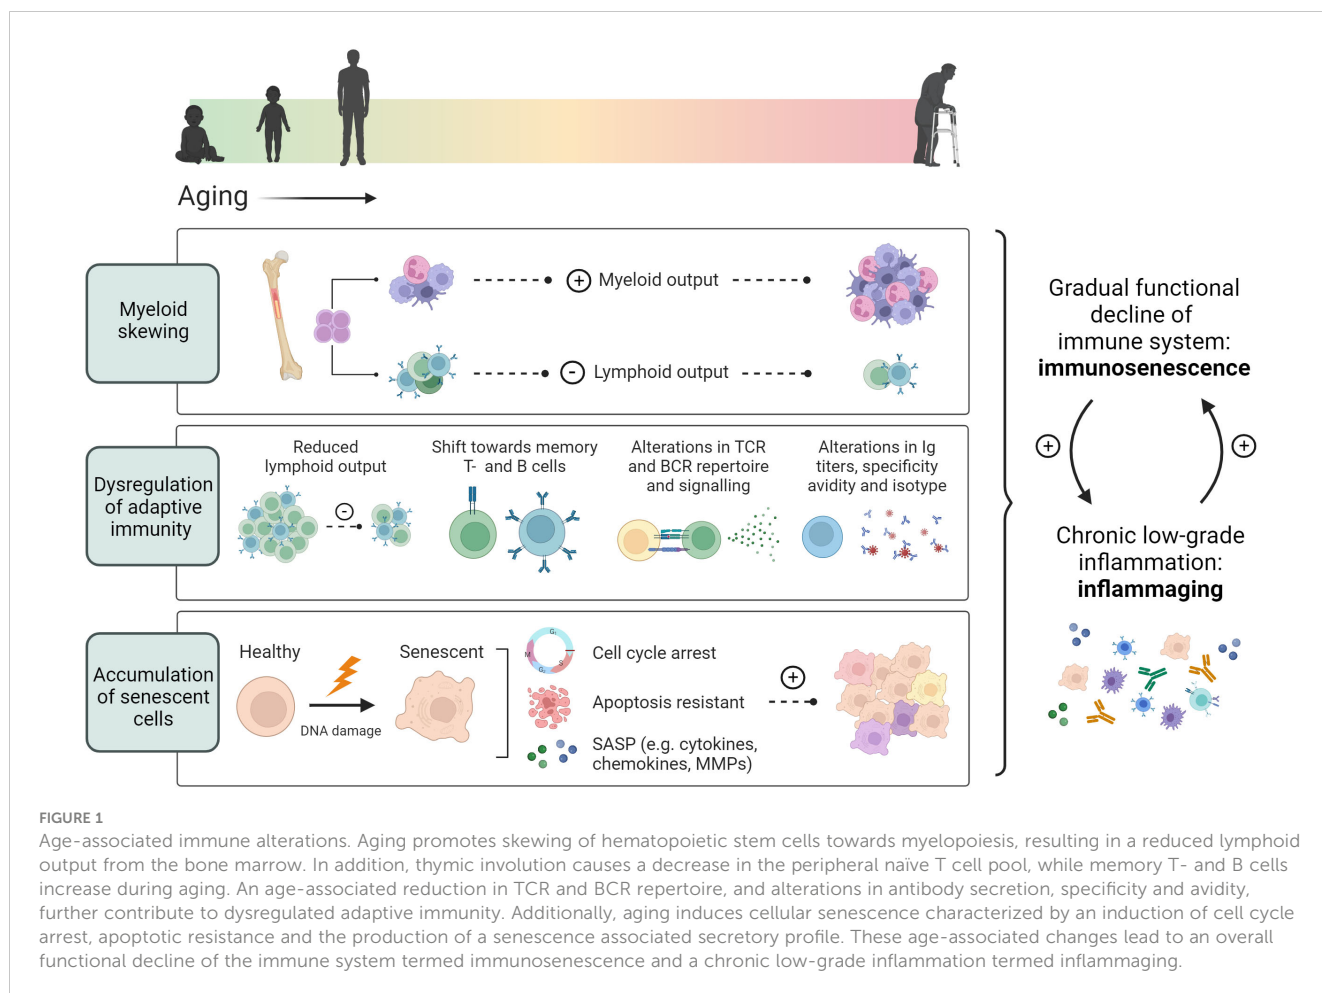 Aging
Myeloid
skewing
+ Myeloid output
- Lymphoid output
Dysregulation
of adaptive
immunity
Reduced
lymphoid output
-
Shift towards memory
T- and B cells
Alterations in TCR
and BCR repertoire
and signalling
Alterations in Ig
titers, specificity
avidity and isotype
Accumulation
of senescent
cells
Healthy
DNA damage
Senescent
G₁
M
S
G₂
Cell cycle arrest
Apoptosis resistant
SASP (e.g. cytokines,
chemokines, MMPs)
+
Gradual functional
decline of
immune system:
immunosenescence
+
+
Chronic low-grade
inflammation:
inflammaging
FIGURE 1
Age-associated immune alterations. Aging promotes skewing of hematopoietic stem cells towards myelopoiesis, resulting in a reduced lymphoid
output from the bone marrow. In addition, thymic involution causes a decrease in the peripheral naïve T cell pool, while memory T- and B cells
increase during aging. An age-associated reduction in TCR and BCR repertoire, and alterations in antibody secretion, specificity and avidity,
further contribute to dysregulated adaptive immunity. Additionally, aging induces cellular senescence characterized by an induction of cell cycle
arrest, apoptotic resistance and the production of a senescence associated secretory profile. These age-associated changes lead to an overall
functional decline of the immune system termed immunosenescence and a chronic low-grade inflammation termed inflammaging.